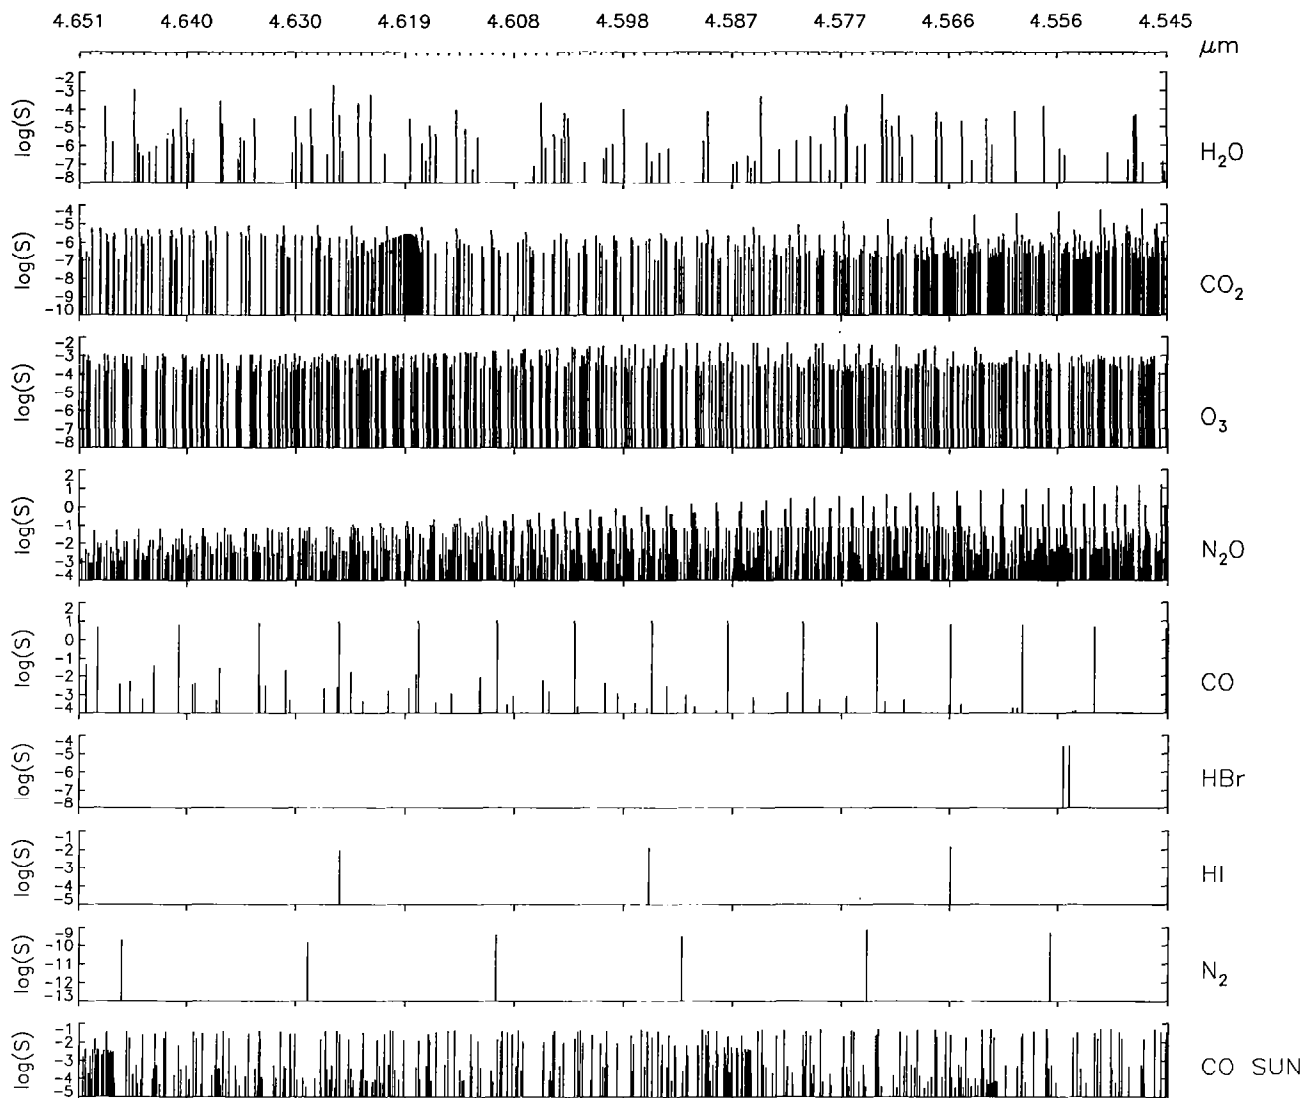 4.651 4.640 4.630 4.619 4.608 4.598 4.587 4.577 4.566 4.556 4.545
μm
log(S) -2 -3 -4 -5 -6 -7 -8 H₂O
log(S) -4 -5 -6 -7 -8 -9 -10 CO₂
log(S) -2 -3 -4 -5 -6 -7 -8 O₃
log(S) 2 1 0 -1 -2 -3 -4 N₂O
log(S) 2 1 0 -1 -2 -3 -4 CO
log(S) -4 -5 -6 -7 -8 HBr
log(S) -1 -2 -3 -4 -5 HI
log(S) -9 -10 -11 -12 -13 N₂
log(S) -1 -2 -3 -4 -5 CO SUN